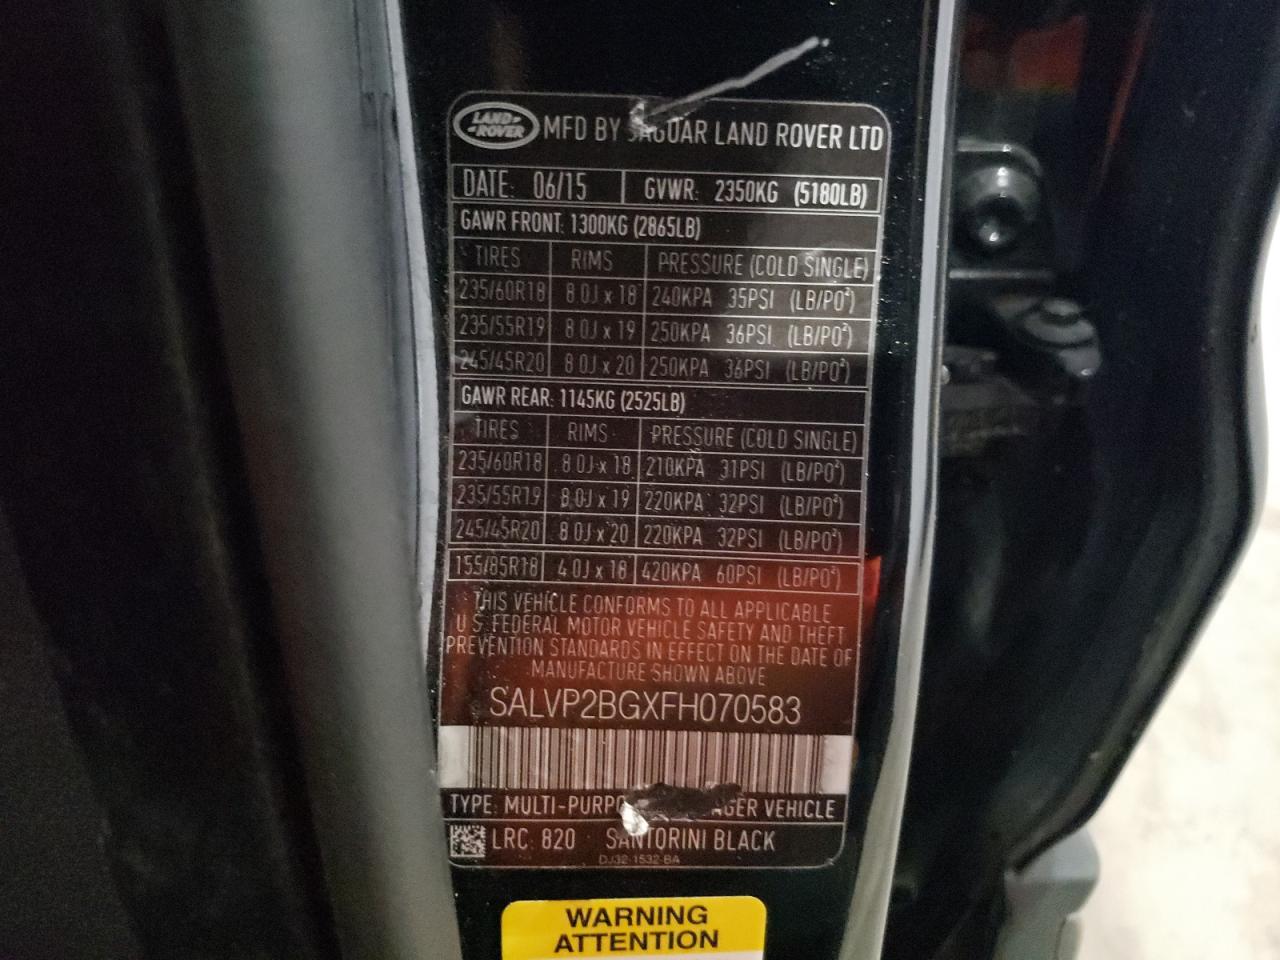 LAND ROVER MFD BY JAGUAR LAND ROVER LTD
DATE: 06/15 GVWR: 2350KG (5180LB)
GAWR FRONT: 1300KG (2865LB)
TIRES RIMS PRESSURE (COLD SINGLE)
235/60R18 8.0J x 18 240KPA 35PSI (LB/PO²)
235/55R19 8.0J x 19 250KPA 36PSI (LB/PO²)
245/45R20 8.0J x 20 250KPA 36PSI (LB/PO²)
GAWR REAR: 1145KG (2525LB)
TIRES RIMS PRESSURE (COLD SINGLE)
235/60R18 8.0J x 18 210KPA 31PSI (LB/PO²)
235/55R19 8.0J x 19 220KPA 32PSI (LB/PO²)
245/45R20 8.0J x 20 220KPA 32PSI (LB/PO²)
155/85R18 4.0J x 18 420KPA 60PSI (LB/PO²)
THIS VEHICLE CONFORMS TO ALL APPLICABLE
U.S. FEDERAL MOTOR VEHICLE SAFETY AND THEFT
PREVENTION STANDARDS IN EFFECT ON THE DATE OF
MANUFACTURE SHOWN ABOVE
SALVP2BGXFH070583
TYPE: MULTI-PURPO AGER VEHICLE
LRC: 820 SANTORINI BLACK
DJ32-1532-BA
WARNING
ATTENTION